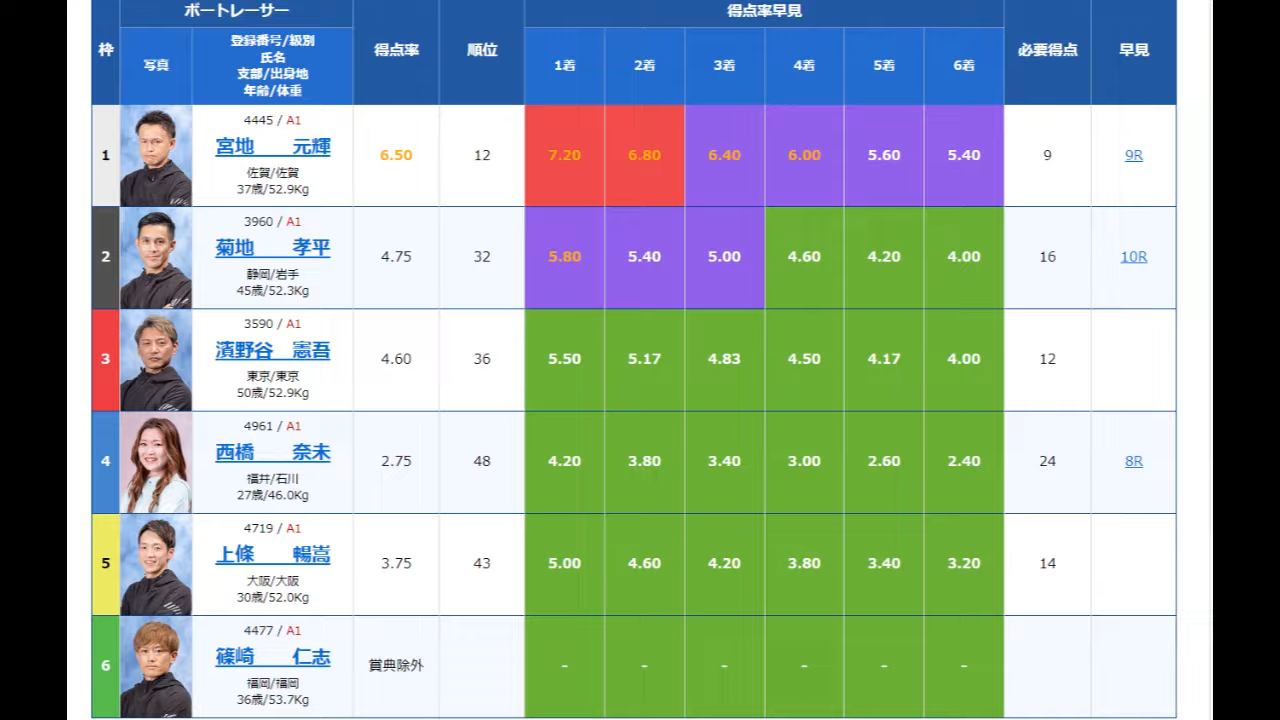 ボートレーサー 得点率早見
枠 写真 登録番号/級別 氏名 支部/出身地 年齢/体重 得点率 順位 1着 2着 3着 4着 5着 6着 必要得点 早見
4445 / A1
1 宮地 元輝 6.50 12 7.20 6.80 6.40 6.00 5.60 5.40 9 9R
佐賀/佐賀
37歳/52.9Kg
3960 / A1
2 菊地 孝平 4.75 32 5.80 5.40 5.00 4.60 4.20 4.00 16 10R
静岡/岩手
45歳/52.3Kg
3590 / A1
3 濱野谷 憲吾 4.60 36 5.50 5.17 4.83 4.50 4.17 4.00 12
東京/東京
50歳/52.9Kg
4961 / A1
4 西橋 奈未 2.75 48 4.20 3.80 3.40 3.00 2.60 2.40 24 8R
福井/石川
27歳/46.0Kg
4719 / A1
5 上條 暢嵩 3.75 43 5.00 4.60 4.20 3.80 3.40 3.20 14
大阪/大阪
30歳/52.0Kg
4477 / A1
6 篠崎 仁志 賞典除外 - - - - - -
福岡/福岡
36歳/53.7Kg